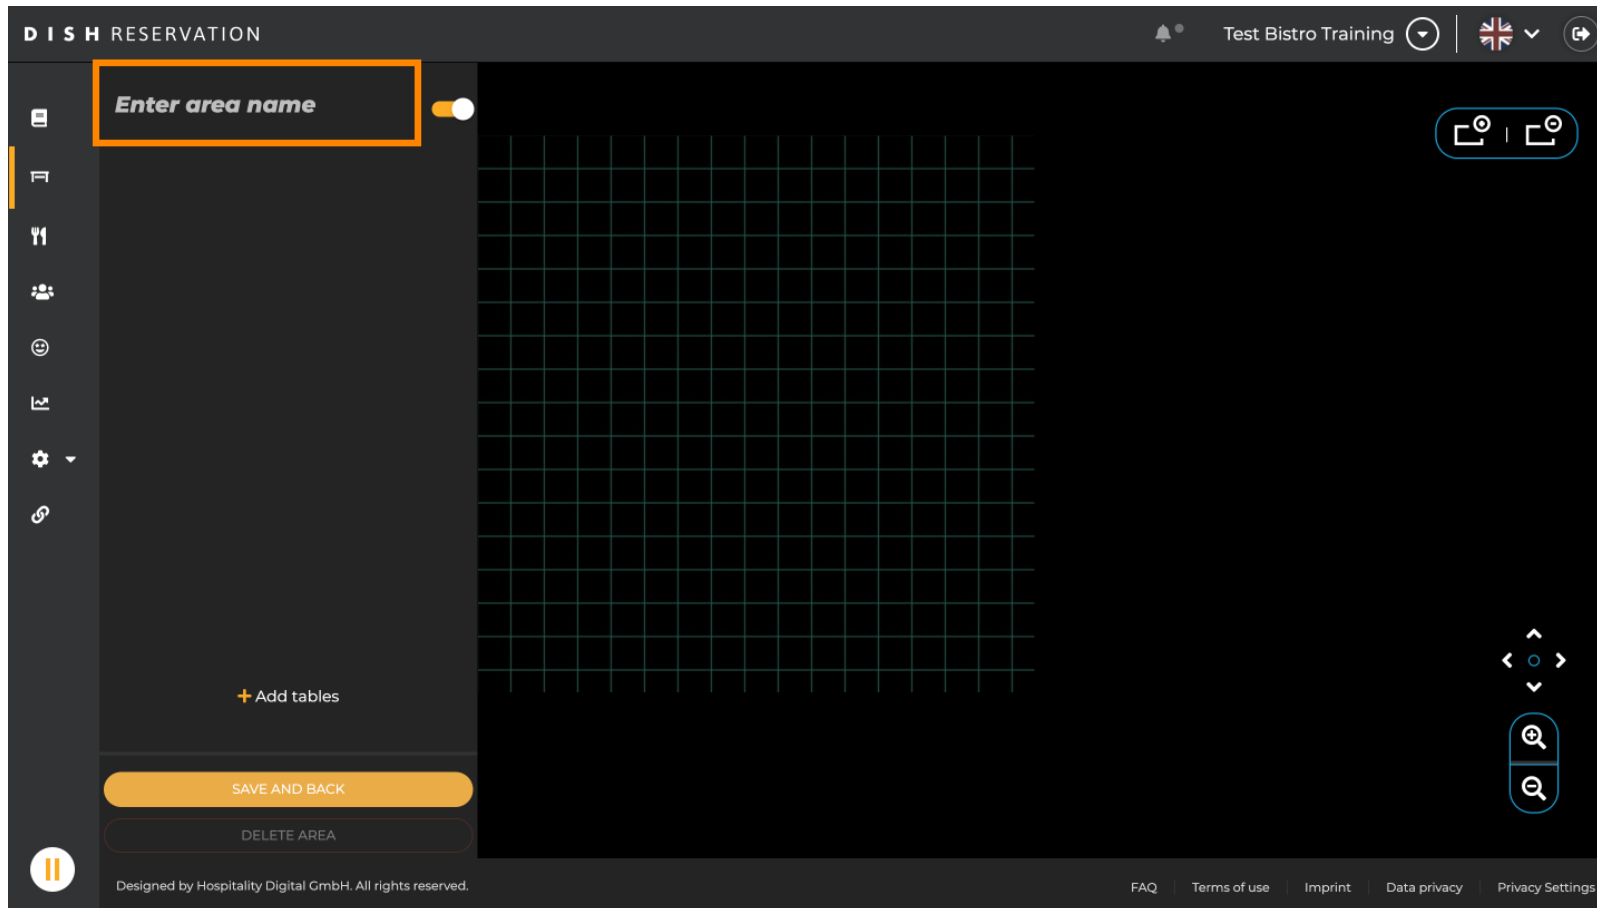 DISH RESERVATION
Test Bistro Training
Enter area name
Add tables
SAVE AND BACK
DELETE AREA
Designed by Hospitality Digital GmbH. All rights reserved.
FAQ
Terms of use
Imprint
Data privacy
Privacy Settings